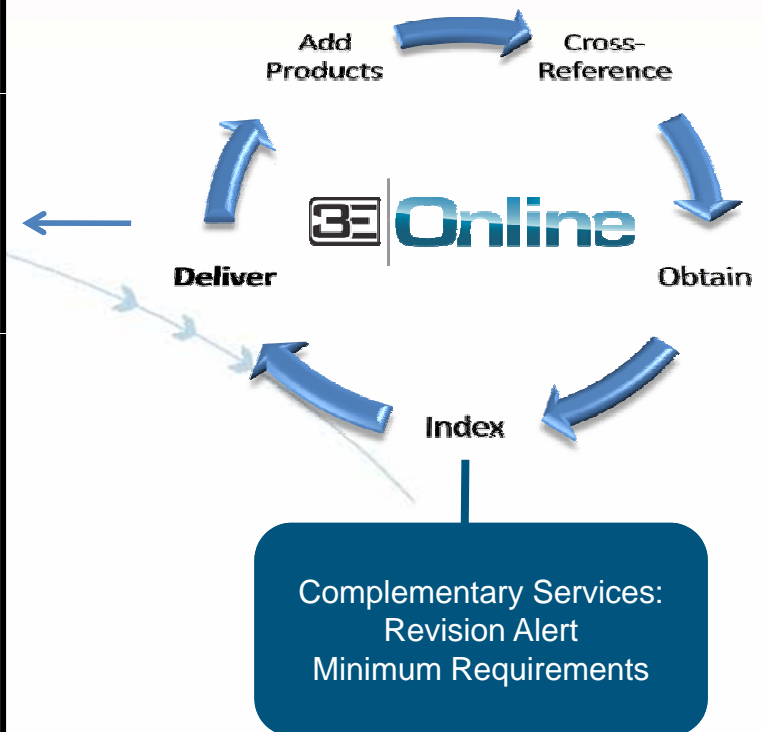 Add
Products
Cross-
Reference
3E Online
Deliver
Obtain
Index
Complementary Services:
Revision Alert
Minimum Requirements